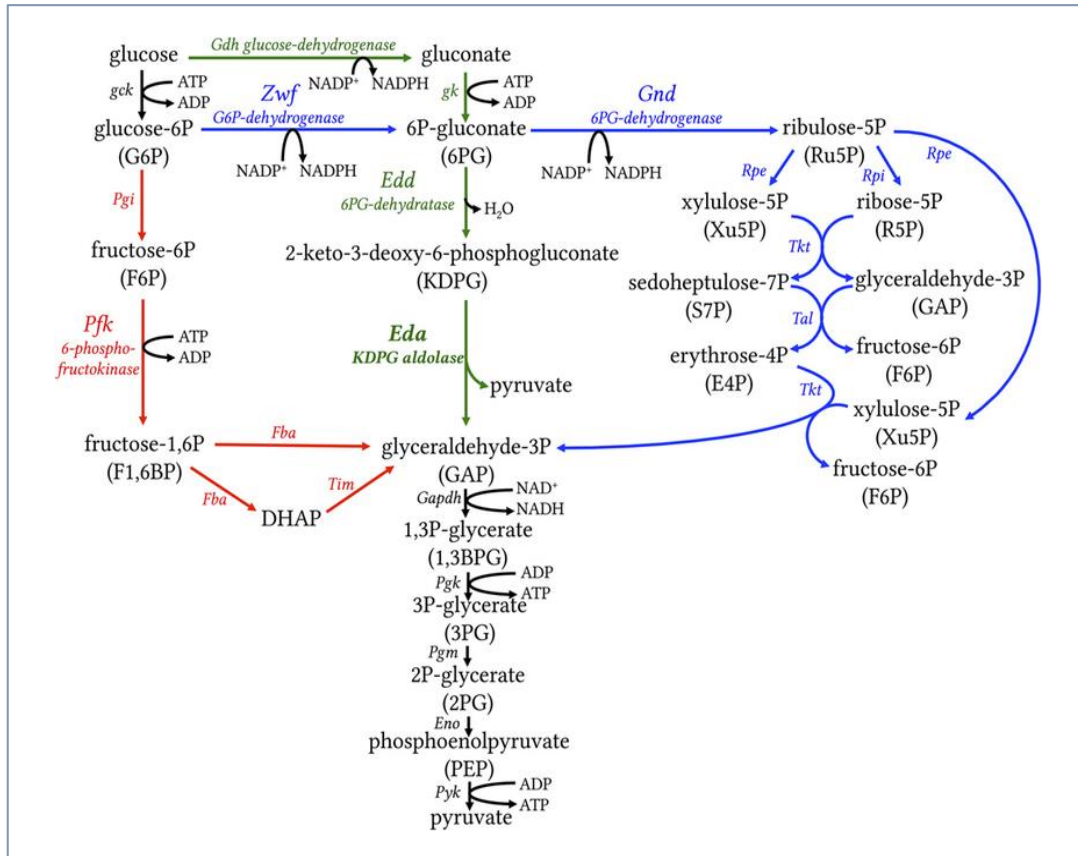 glucose
Gdh glucose-dehydrogenase
gluconate
NADP⁺ NADPH
gck
ATP
ADP
Zwf
gk
ATP
ADP
Gnd
glucose-6P
(G6P)
G6P-dehydrogenase
6P-gluconate
(6PG)
6PG-dehydrogenase
ribulose-5P
(Ru5P)
NADP⁺ NADPH
NADP⁺ NADPH
Rpe
Rpe
Rpi
Pgi
Edd
6PG-dehydratase
H₂O
xylulose-5P
(Xu5P)
ribose-5P
(R5P)
fructose-6P
(F6P)
2-keto-3-deoxy-6-phosphogluconate
(KDPG)
Tkt
sedoheptulose-7P
(S7P)
glyceraldehyde-3P
(GAP)
Pfk
6-phospho-
fructokinase
ATP
ADP
Eda
KDPG aldolase
pyruvate
Tal
erythrose-4P
(E4P)
fructose-6P
(F6P)
Tkt
xylulose-5P
(Xu5P)
fructose-6P
(F6P)
fructose-1,6P
(F1,6BP)
Fba
Fba
Tim
DHAP
glyceraldehyde-3P
(GAP)
Gapdh
NAD⁺
NADH
1,3P-glycerate
(1,3BPG)
Pgk
ADP
ATP
3P-glycerate
(3PG)
Pgm
2P-glycerate
(2PG)
Eno
phosphoenolpyruvate
(PEP)
Pyk
ADP
ATP
pyruvate